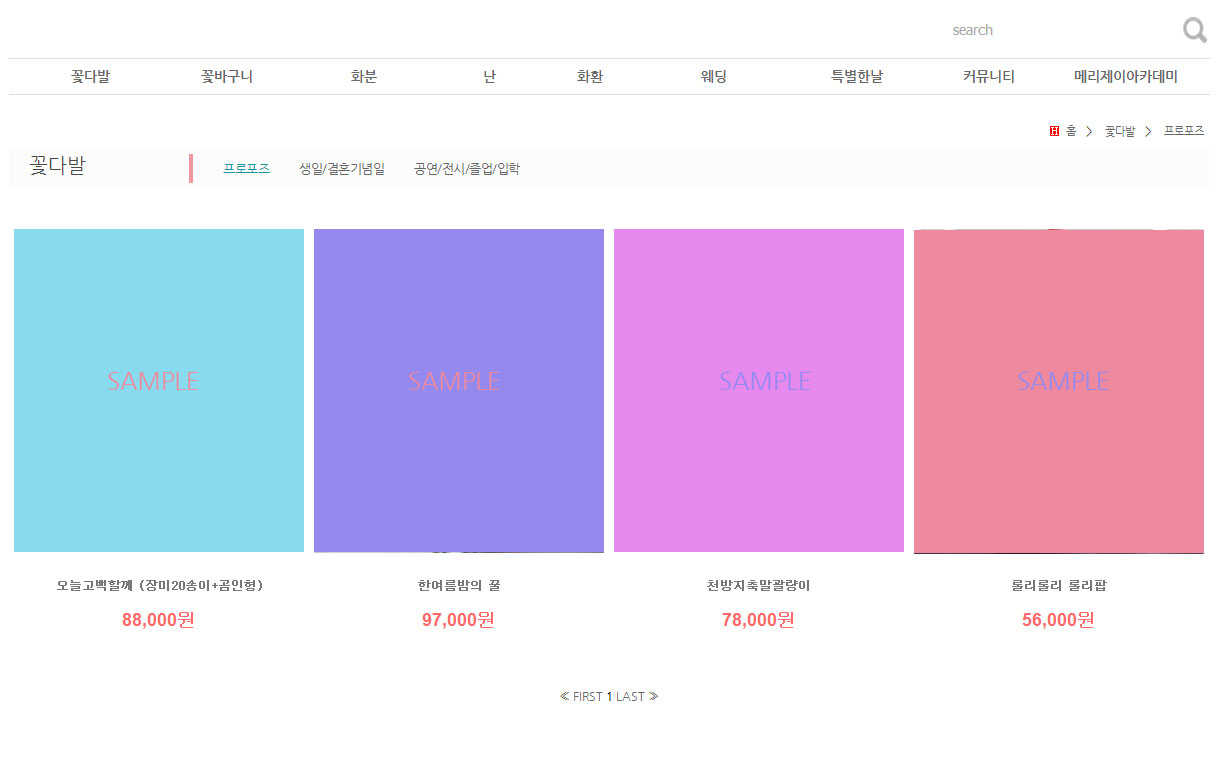 search
꽃다발 꽃바구니 화분 난 화환 웨딩 특별한날 커뮤니티 메리제이아카데미
H 홈 > 꽃다발 > 프로포즈
꽃다발 프로포즈 생일/결혼기념일 공연/전시/졸업/입학
SAMPLE SAMPLE SAMPLE SAMPLE
오늘고백할께 (장미20송이+곰인형) 한여름밤의 꿀 천방지축말괄량이 롤리롤리 롤리팝
88,000원 97,000원 78,000원 56,000원
≪ FIRST 1 LAST ≫